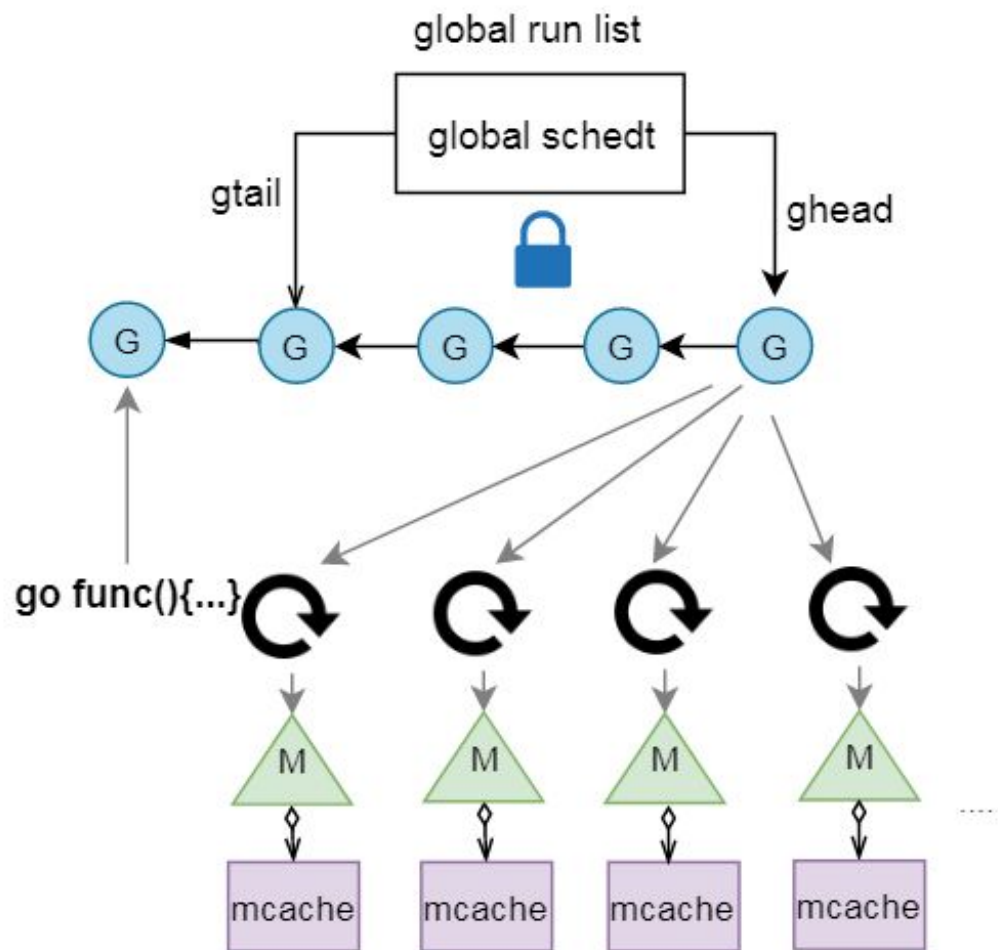 global run list
global schedt
gtail
ghead
G G G G G
go func(){...}
M M M M
mcache mcache mcache mcache